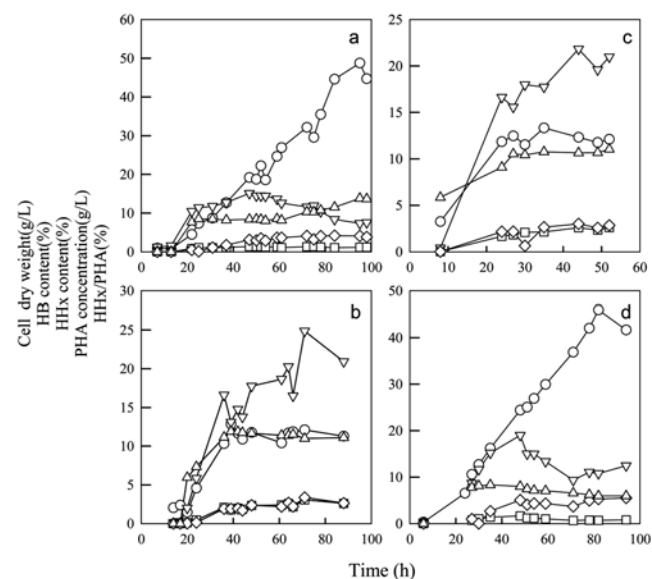 Cell dry weight(g/L)
HB content(%)
HHx content(%)
PHA concentration(g/L)
HHx/PHA(%)
60
50
40
30
20
10
0
0 20 40 60 80 100
a
25
20
15
10
5
0
0 10 20 30 40 50 60
c
30
25
20
15
10
5
0
0 20 40 60 80 100
b
50
40
30
20
10
0
0 20 40 60 80 100
d
Time (h)